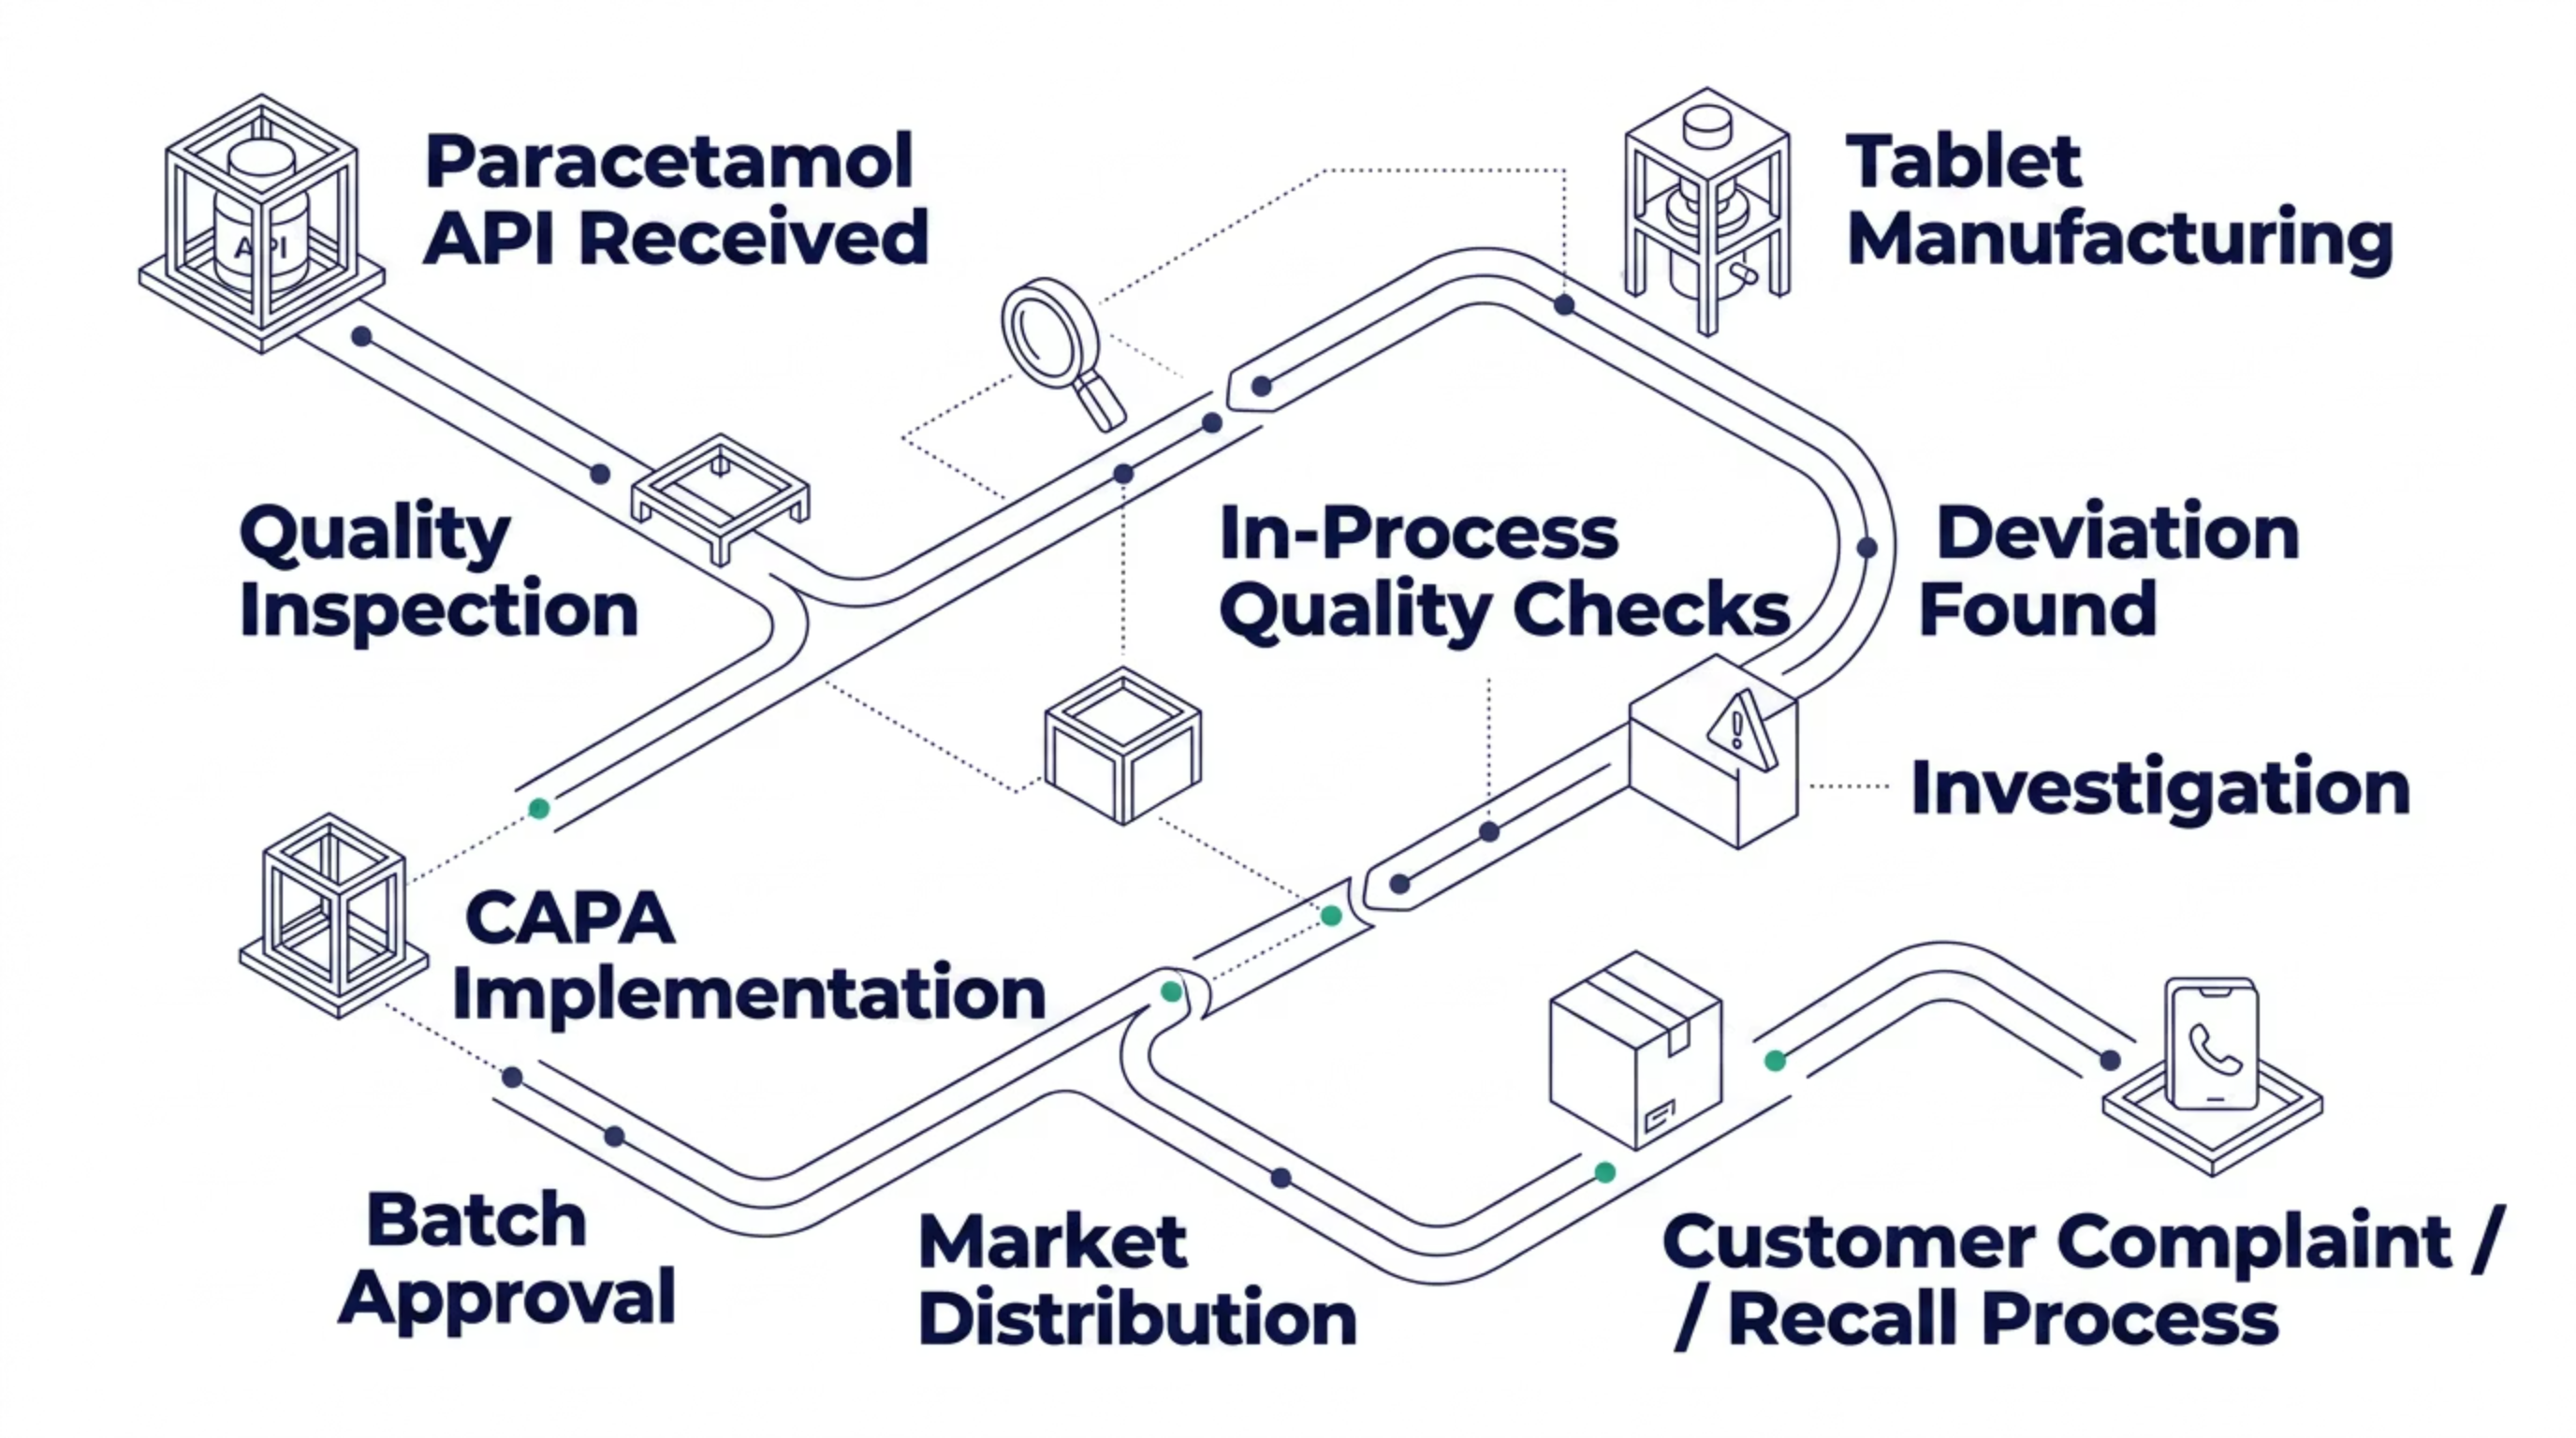 Paracetamol
API Received
API
Tablet
Manufacturing
Quality
Inspection
In-Process
Quality Checks
Deviation
Found
!
Investigation
CAPA
Implementation
Batch
Approval
Market
Distribution
Customer Complaint /
/ Recall Process